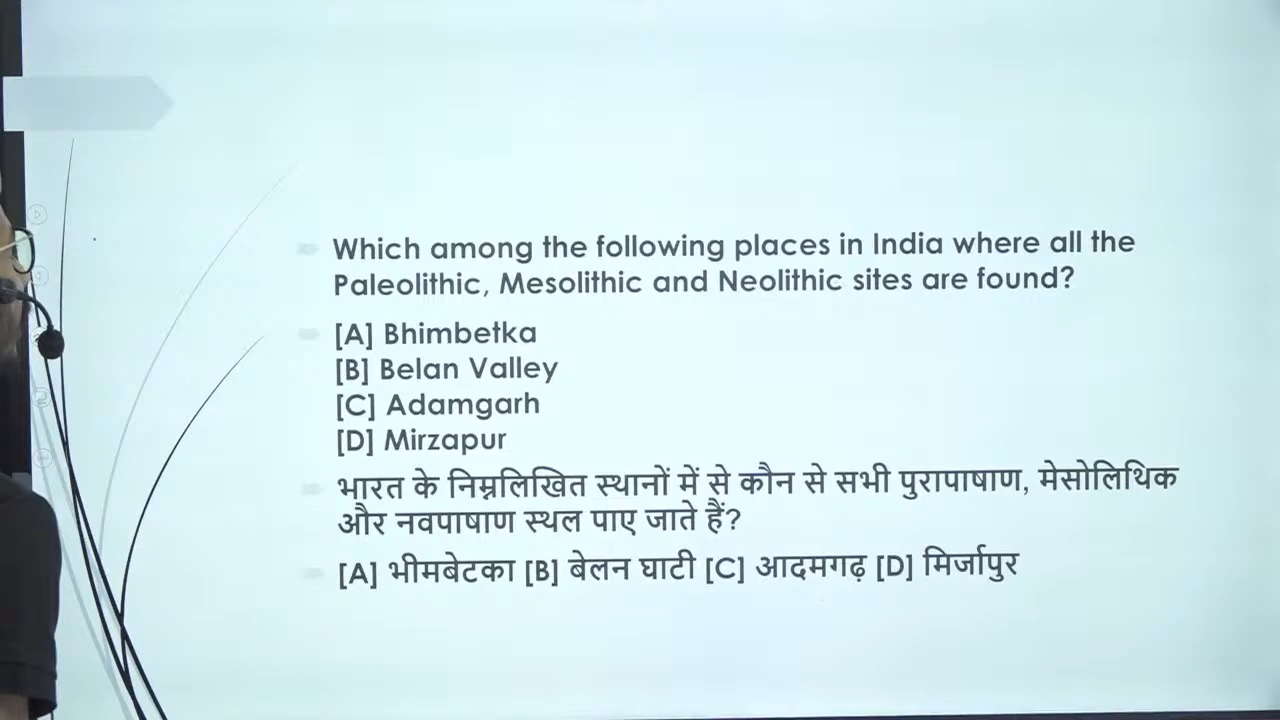 Which among the following places in India where all the
Paleolithic, Mesolithic and Neolithic sites are found?
[A] Bhimbetka
[B] Belan Valley
[C] Adamgarh
[D] Mirzapur
भारत के निम्नलिखित स्थानों में से कौन से सभी पुरापाषाण, मेसोलिथिक
और नवपाषाण स्थल पाए जाते हैं?
[A] भीमबेटका [B] बेलन घाटी [C] आदमगढ़ [D] मिर्जापुर